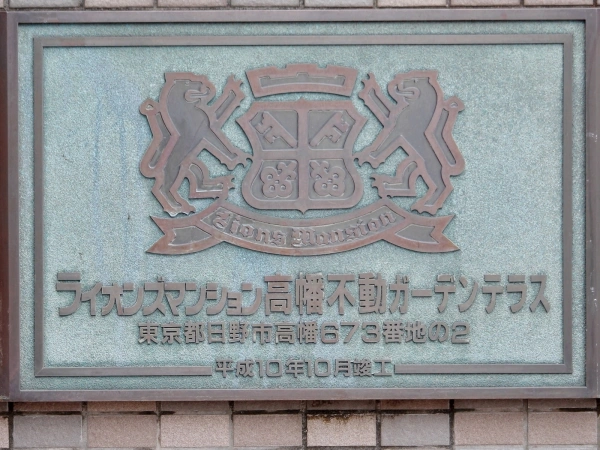 Lions Mansion
ライオンズマンション高幡不動ガーデンテラス
東京都日野市高幡673番地の2
平成10年10月竣工